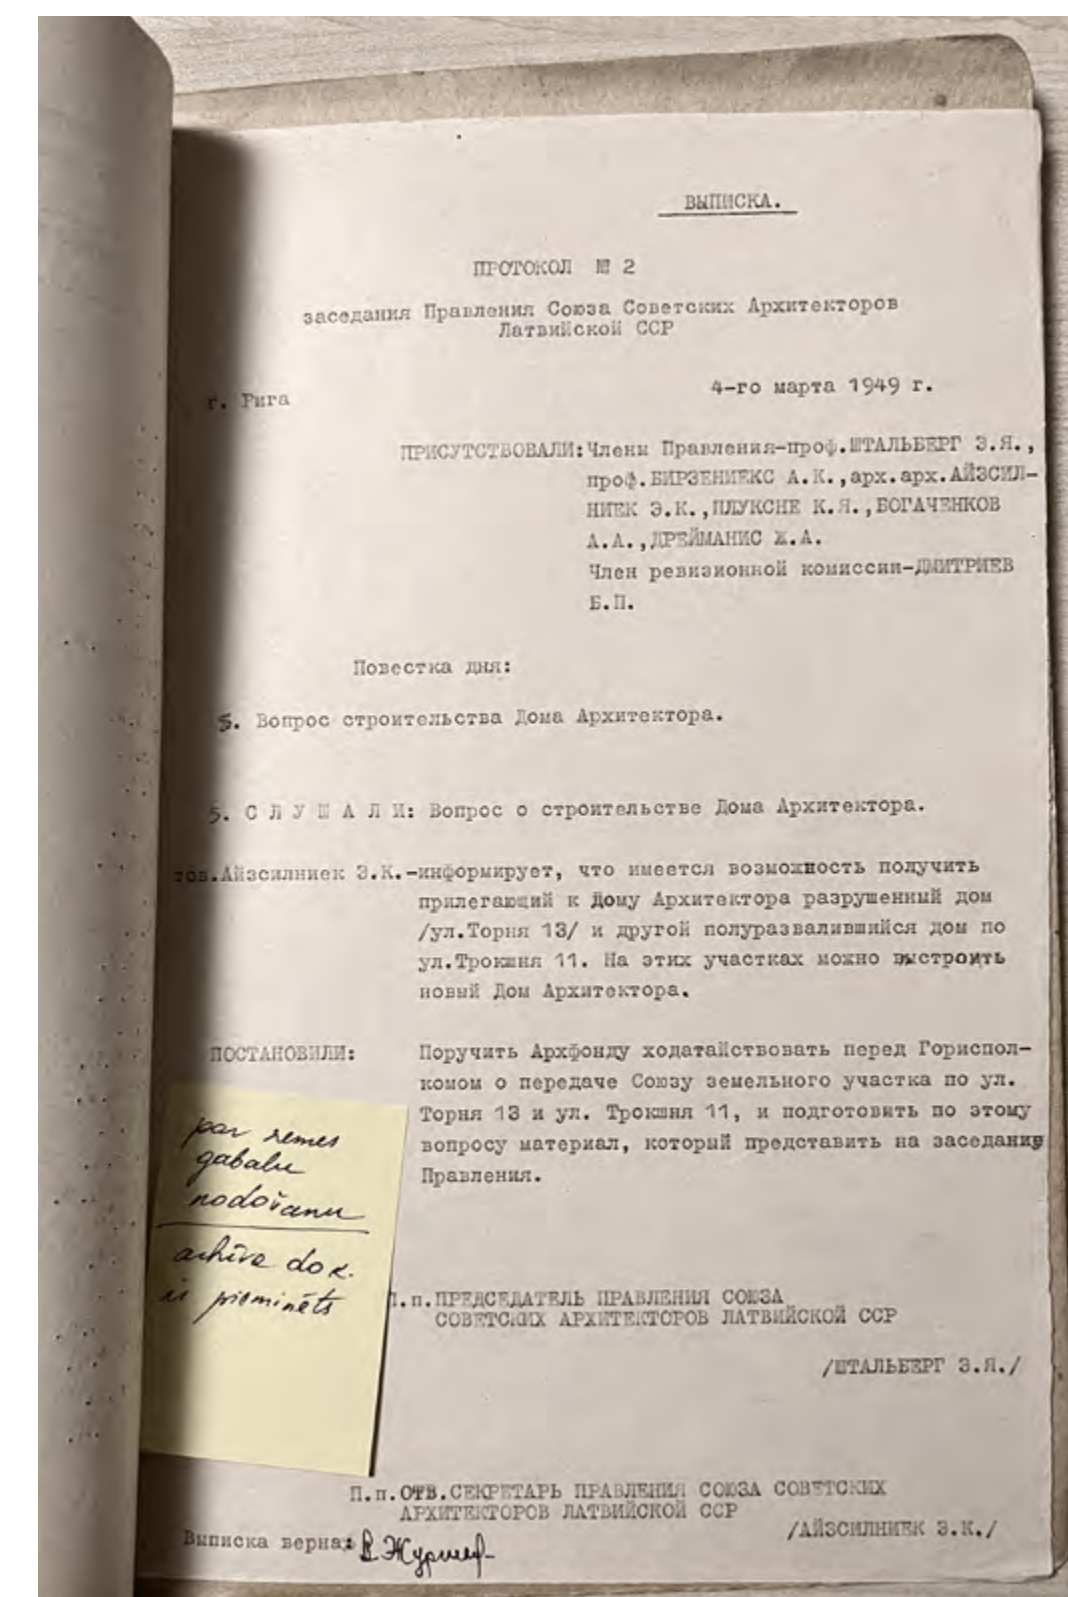 ВЫПИСКА.
ПРОТОКОЛ № 2
заседания Правления Союза Советских Архитекторов
Латвийской ССР
г. Рига
4-го марта 1949 г.
ПРИСУТСТВОВАЛИ: Члены Правления-проф.ШТАЛЬБЕРГ Э.Я.,
проф.БИРЗЕНИЕКС А.К.,арх.арх.АЙЗСИЛ-
НИЕК Э.К.,ПЛУКСНЕ К.Я.,БОГАЧЕНКОВ
А.А.,ДРЕЙМАНИС Ж.А.
Член ревизионной комиссии-ДМИТРИЕВ
Б.П.
Повестка дня:
5. Вопрос строительства Дома Архитектора.
5. С Л У Ш А Л И: Вопрос о строительстве Дома Архитектора.
тов.Айзсилниек Э.К.-информирует, что имеется возможность получить
прилегающий к Дому Архитектора разрушенный дом
/ул.Торня 13/ и другой полуразвалившийся дом по
ул.Трокшня 11. На этих участках можно выстроить
новый Дом Архитектора.
ПОСТАНОВИЛИ: Поручить Архфонду ходатайствовать перед Гориспол-
комом о передаче Союзу земельного участка по ул.
Торня 13 и ул. Трокшня 11, и подготовить по этому
вопросу материал, который представить на заседание
Правления.
par zemes
gabalu
nodošanu
arhīva dok.
ir pieminēts
П.п.ПРЕДСЕДАТЕЛЬ ПРАВЛЕНИЯ СОЮЗА
СОВЕТСКИХ АРХИТЕКТОРОВ ЛАТВИЙСКОЙ ССР
/ШТАЛЬБЕРГ Э.Я./
П.п.ОТВ.СЕКРЕТАРЬ ПРАВЛЕНИЯ СОЮЗА СОВЕТСКИХ
АРХИТЕКТОРОВ ЛАТВИЙСКОЙ ССР
/АЙЗСИЛНИЕК Э.К./
Выписка верна: